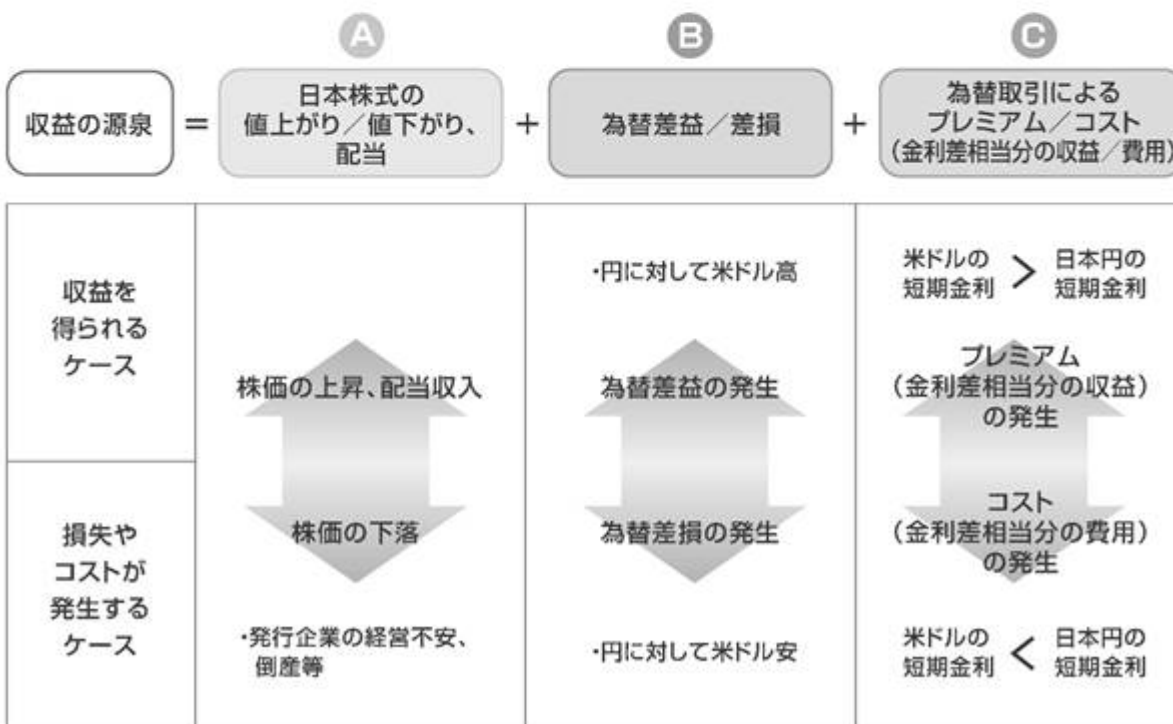 A
B
C
収益の源泉
=
日本株式の
値上がり／値下がり、
配当
+
為替差益／差損
+
為替取引による
プレミアム／コスト
(金利差相当分の収益／費用)
収益を
得られる
ケース
株価の上昇、配当収入
・円に対して米ドル高
為替差益の発生
米ドルの
短期金利
>
日本円の
短期金利
プレミアム
(金利差相当分の収益)
の発生
損失や
コストが
発生する
ケース
株価の下落
・発行企業の経営不安、
倒産等
為替差損の発生
・円に対して米ドル安
コスト
(金利差相当分の費用)
の発生
米ドルの
短期金利
<
日本円の
短期金利